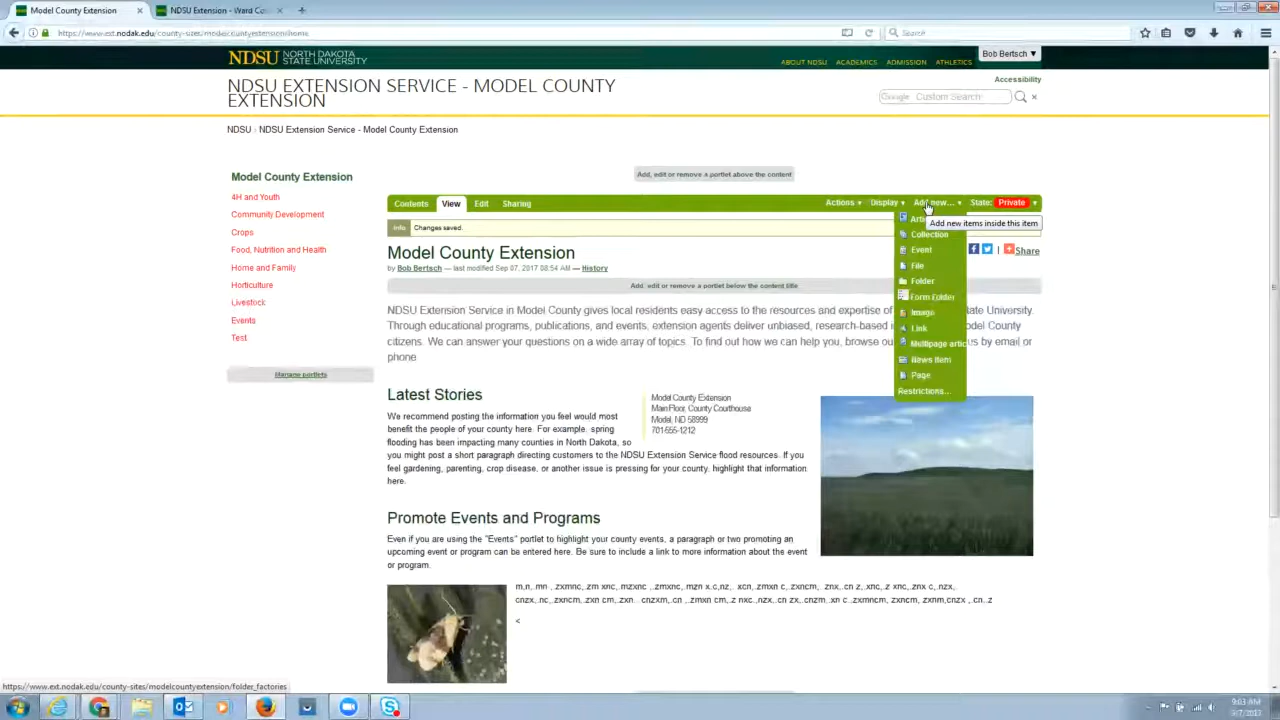 Model County Extension
NDSU Extension - Ward Co
https://www.ext.nodak.edu/county-sites/modelcountyextension/home
Search
NDSU NORTH DAKOTA STATE UNIVERSITY
ABOUT NDSU ACADEMICS ADMISSION ATHLETICS
Bob Bertsch ▼
Accessibility
NDSU EXTENSION SERVICE - MODEL COUNTY
EXTENSION
Google Custom Search
NDSU › NDSU Extension Service - Model County Extension
Model County Extension
4H and Youth
Community Development
Crops
Food, Nutrition and Health
Home and Family
Horticulture
Livestock
Events
Test
Manage portlets
Add, edit or remove a portlet above the content
Contents View Edit Sharing
Actions ▼ Display ▼ Add new... ▼ State: Private ▼
Add new items inside this item
Collection
Event
File
Folder
Form Folder
Image
Link
Multipage artic
News Item
Page
Restrictions...
Info Changes saved.
Model County Extension
Share
by Bob Bertsch — last modified Sep 07, 2017 08:54 AM — History
Add, edit or remove a portlet below the content title
NDSU Extension Service in Model County gives local residents easy access to the resources and expertise of State University.
Through educational programs, publications, and events, extension agents deliver unbiased, research-based Model County
citizens. We can answer your questions on a wide array of topics. To find out how we can help you, browse by email or
phone
Latest Stories
We recommend posting the information you feel would most
benefit the people of your county here. For example, spring
flooding has been impacting many counties in North Dakota, so
you might post a short paragraph directing customers to the NDSU Extension Service flood resources. If you
feel gardening, parenting, crop disease, or another issue is pressing for your county, highlight that information
here.
Model County Extension
Main Floor, County Courthouse
Model, ND 58999
701-555-1212
Promote Events and Programs
Even if you are using the "Events" portlet to highlight your county events, a paragraph or two promoting an
upcoming event or program can be entered here. Be sure to include a link to more information about the event
or program.
<
https://www.ext.nodak.edu/county-sites/modelcountyextension/folder_factories
9:03 AM